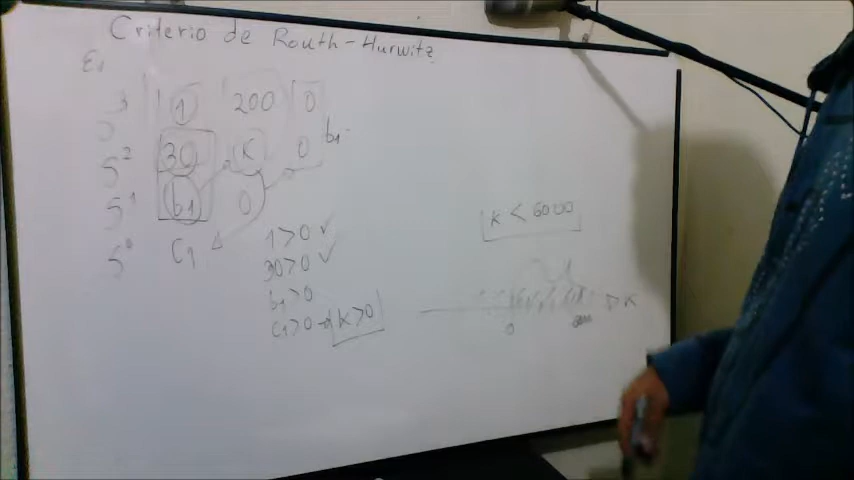 Criterio de Routh-Hurwitz
1 200 0
S² 30 K 0 b₁
S¹ b₁ 0
S⁰ C₁
1>0 ✓
30>0 ✓
b₁>0
C₁>0 → K>0
K < 6000
0 K